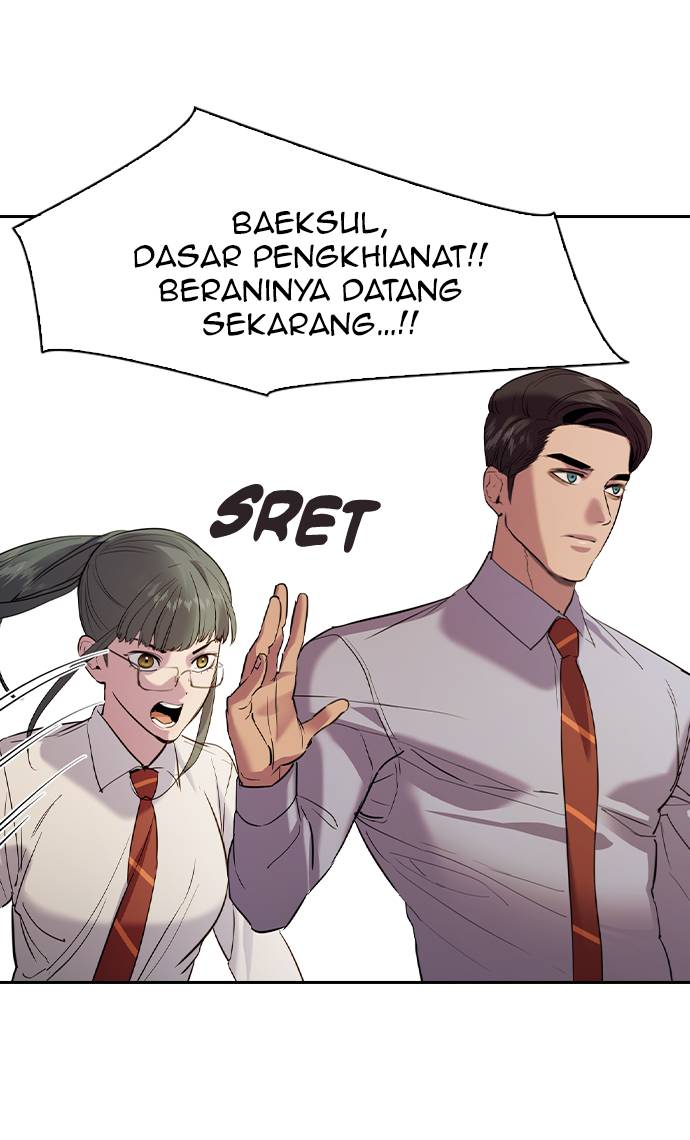 BAEKSUL,
DASAR PENGKHIANAT!!
BERANINYA DATANG
SEKARANG...!!
SRET